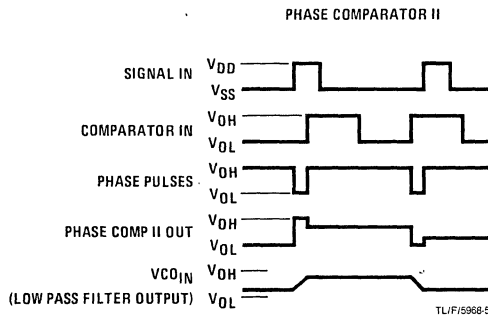 PHASE COMPARATOR II
SIGNAL IN VDD
VSS
COMPARATOR IN VOH
VOL
PHASE PULSES VOH
VOL
PHASE COMP II OUT VOH
VOL
VCOIN VOH
(LOW PASS FILTER OUTPUT) VOL
TL/F/5968-5